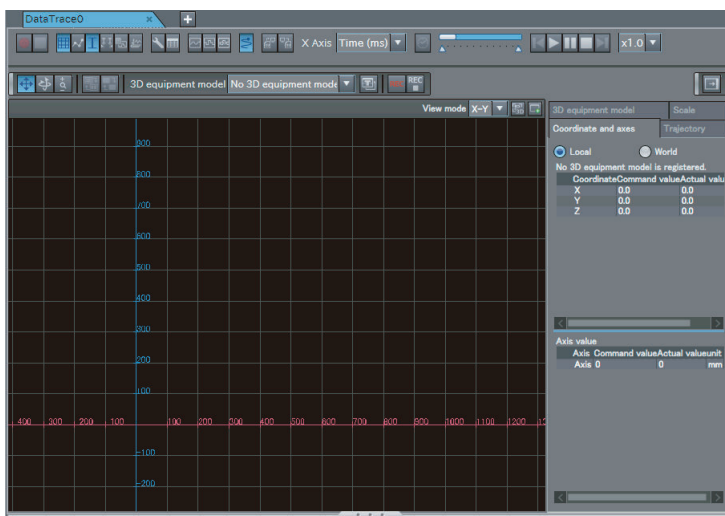 DataTrace0 × +
X Axis Time (ms) x1.0
3D equipment model No 3D equipment mode REC
View mode X-Y
3D equipment model Scale
Coordinate and axes Trajectory
Local World
No 3D equipment model is registered.
Coordinate Command value Actual valu
X 0.0 0.0
Y 0.0 0.0
Z 0.0 0.0
Axis value
Axis Command value Actual value unit
Axis 0 0 mm
900
800
700
600
500
400
300
200
100
400 300 200 100 100 200 300 400 500 600 700 800 900 1000 1100 1200 12
-100
-200